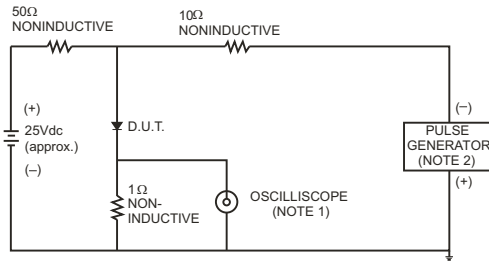 50Ω
NONINDUCTIVE
10Ω
NONINDUCTIVE
(+)
25Vdc
(approx.)
(–)
D.U.T.
1Ω
NON-
INDUCTIVE
OSCILLISCOPE
(NOTE 1)
(–)
PULSE
GENERATOR
(NOTE 2)
(+)